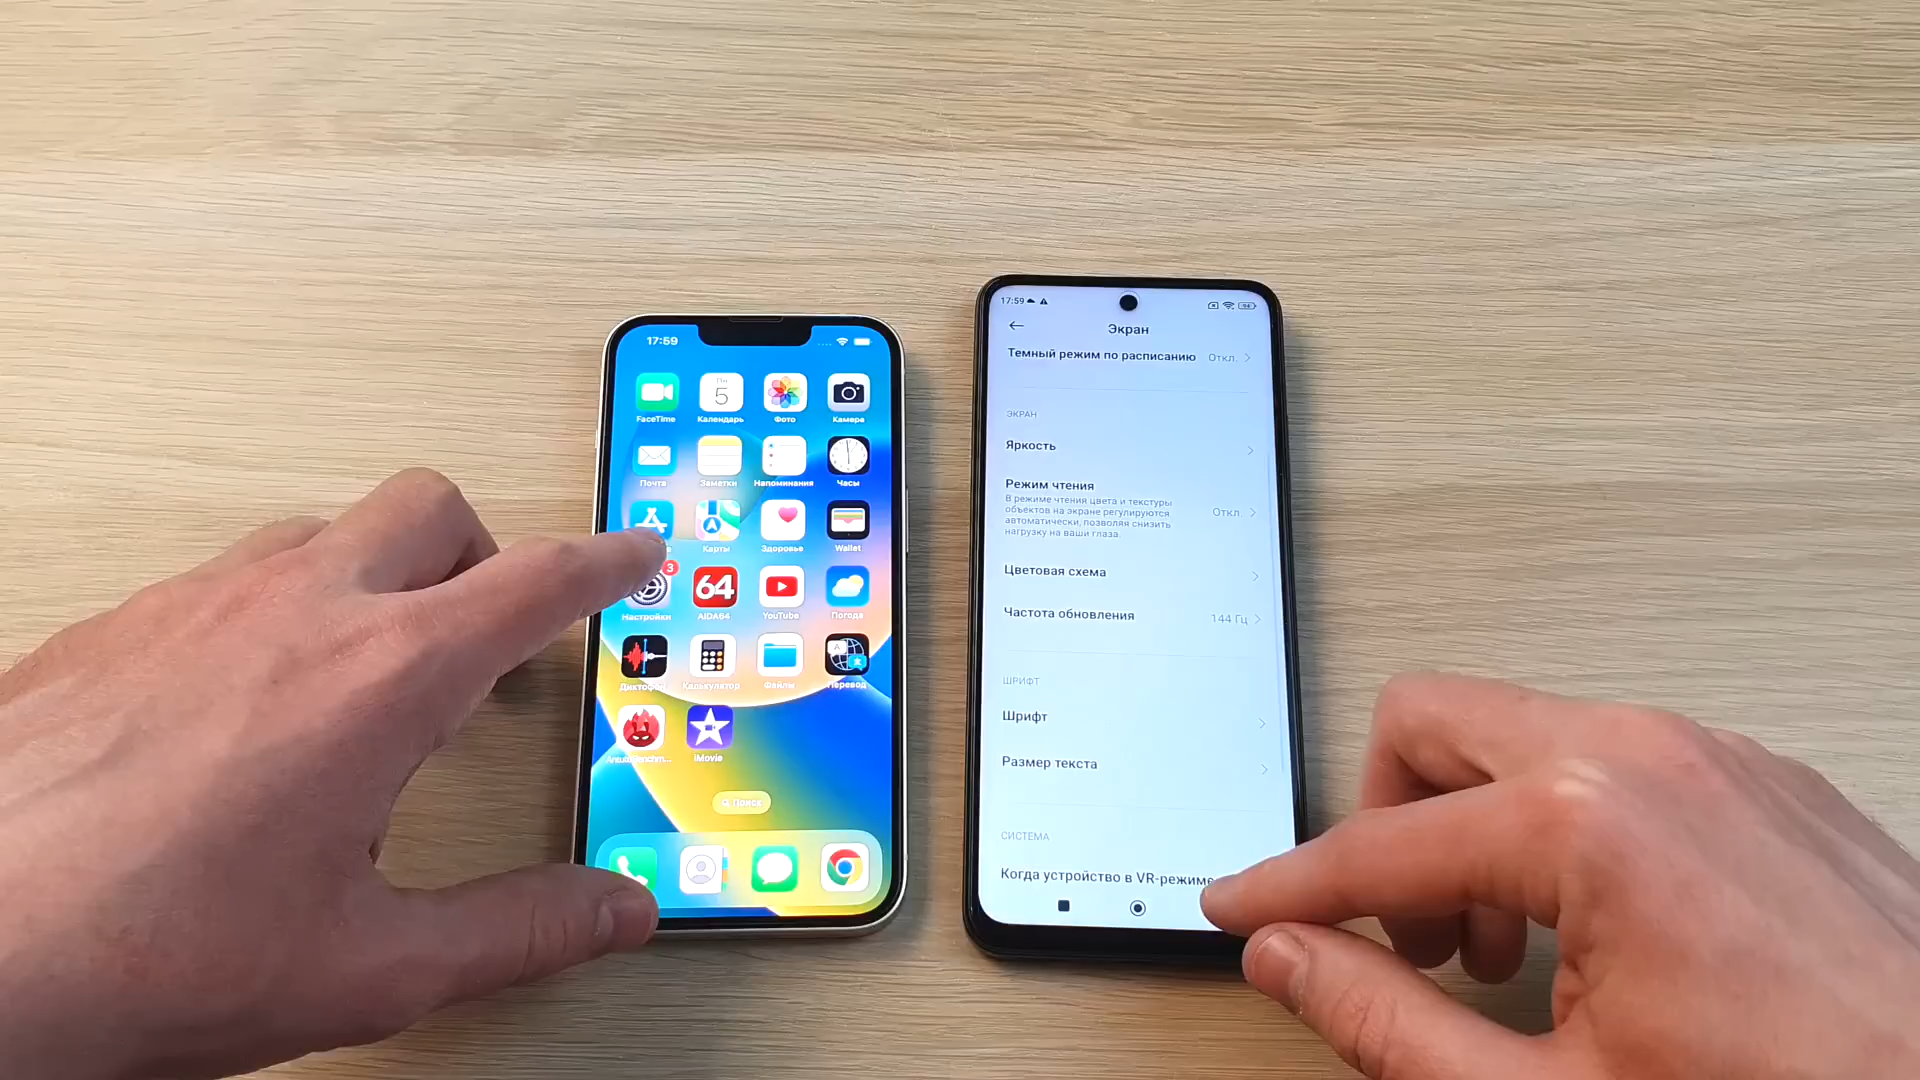 17:59
Пн
5
FaceTime
Календарь
Фото
Камера
Почта
Заметки
Напоминания
Часы
Карты
Здоровье
Wallet
3
64
Настройки
AIDA64
YouTube
Погода
Калькулятор
Файлы
Перевод
iMovie
Поиск
17:59
Экран
Темный режим по расписанию
Откл.
ЭКРАН
Яркость
Режим чтения
В режиме чтения цвета и текстуры
объектов на экране регулируются
автоматически, позволяя снизить
нагрузку на ваши глаза.
Откл.
Цветовая схема
Частота обновления
144 Гц
ШРИФТ
Шрифт
Размер текста
СИСТЕМА
Когда устройство в VR-режиме